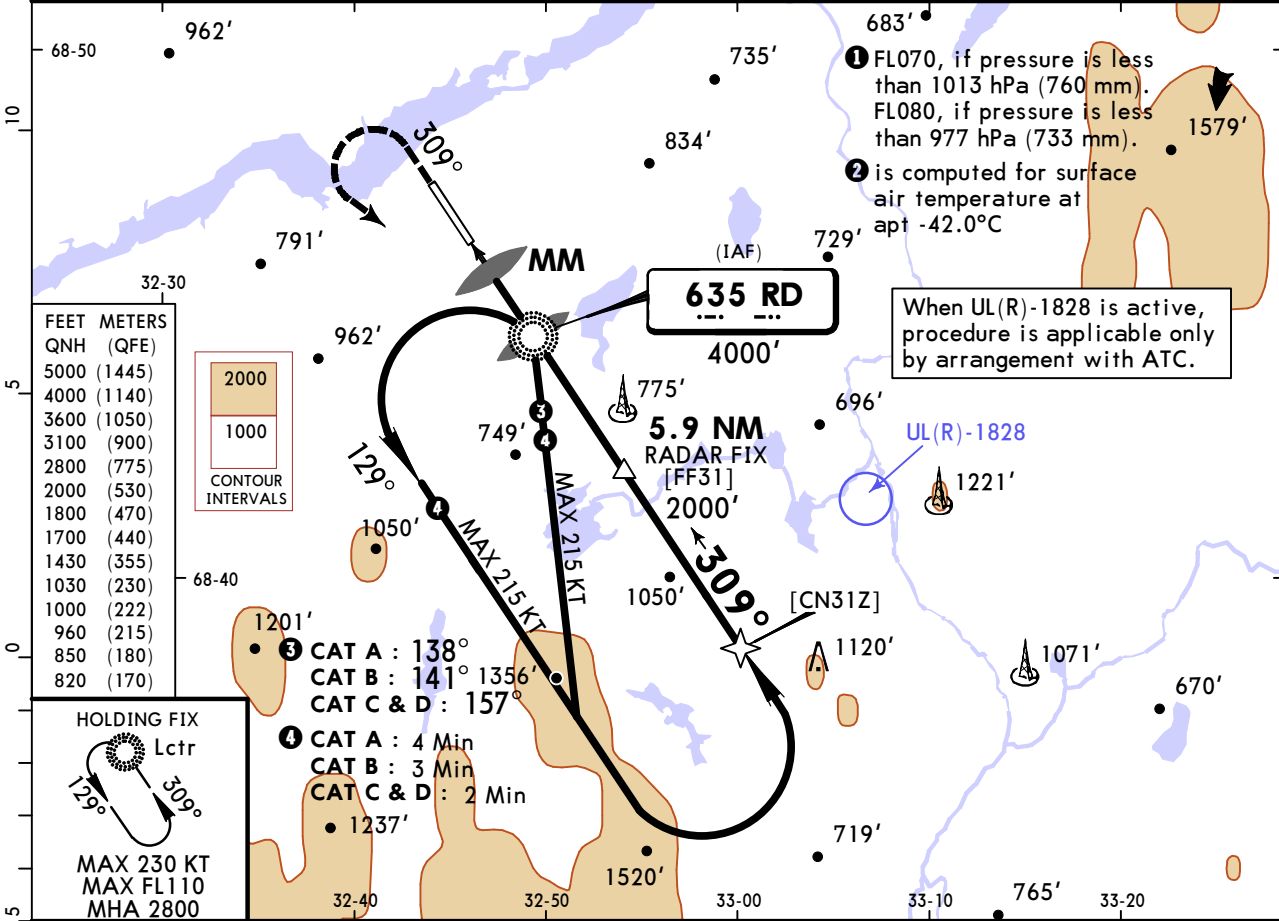 962'
68-50
735'
683'
❶ FL070, if pressure is less
than 1013 hPa (760 mm).
FL080, if pressure is less
than 977 hPa (733 mm).
1579'
❷ is computed for surface
air temperature at
apt -42.0°C
10
309°
834'
791'
729'
32-30
MM
(IAF)
635 RD
4000'
When UL(R)-1828 is active,
procedure is applicable only
by arrangement with ATC.
FEET METERS
QNH (QFE)
5000 (1445)
4000 (1140)
3600 (1050)
3100 (900)
2800 (775)
2000 (530)
1800 (470)
1700 (440)
1430 (355)
1030 (230)
1000 (222)
960 (215)
850 (180)
820 (170)
2000
1000
CONTOUR
INTERVALS
962'
5
775'
❸
❹
749'
5.9 NM
RADAR FIX
[FF31]
2000'
696'
UL(R)-1828
1221'
129°
❹
MAX 215 KT
MAX 215 KT
1050'
68-40
309°
1050'
[CN31Z]
1201'
0
❸ CAT A : 138°
CAT B : 141°
CAT C & D : 157°
1356'
1120'
1071'
670'
❹ CAT A : 4 Min
CAT B : 3 Min
CAT C & D : 2 Min
HOLDING FIX
Lctr
129°
309°
MAX 230 KT
MAX FL110
MHA 2800
1237'
719'
1520'
765'
5
32-40
32-50
33-00
33-10
33-20